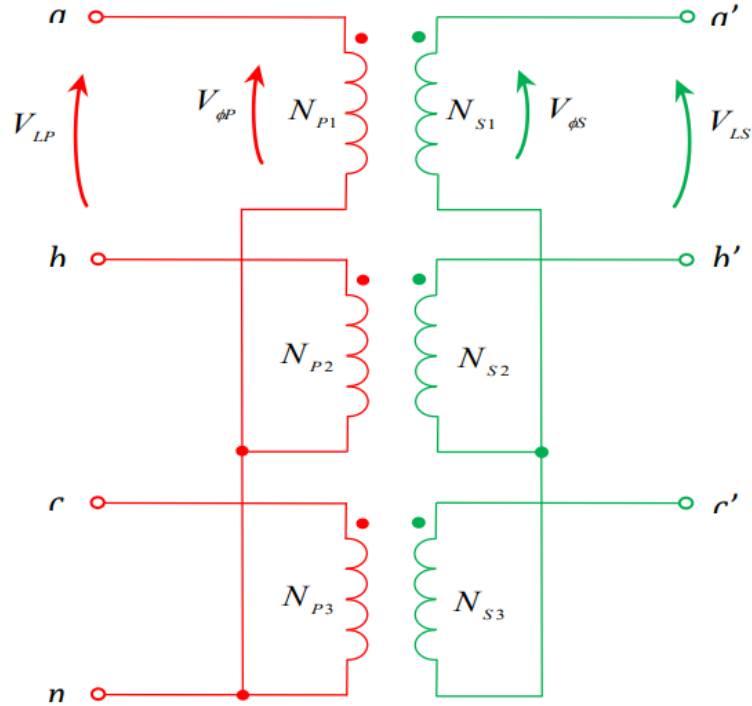 a a'
V_LP V_ϕP N_P1 N_S1 V_ϕS V_LS
b b'
N_P2 N_S2
c c'
N_P3 N_S3
n